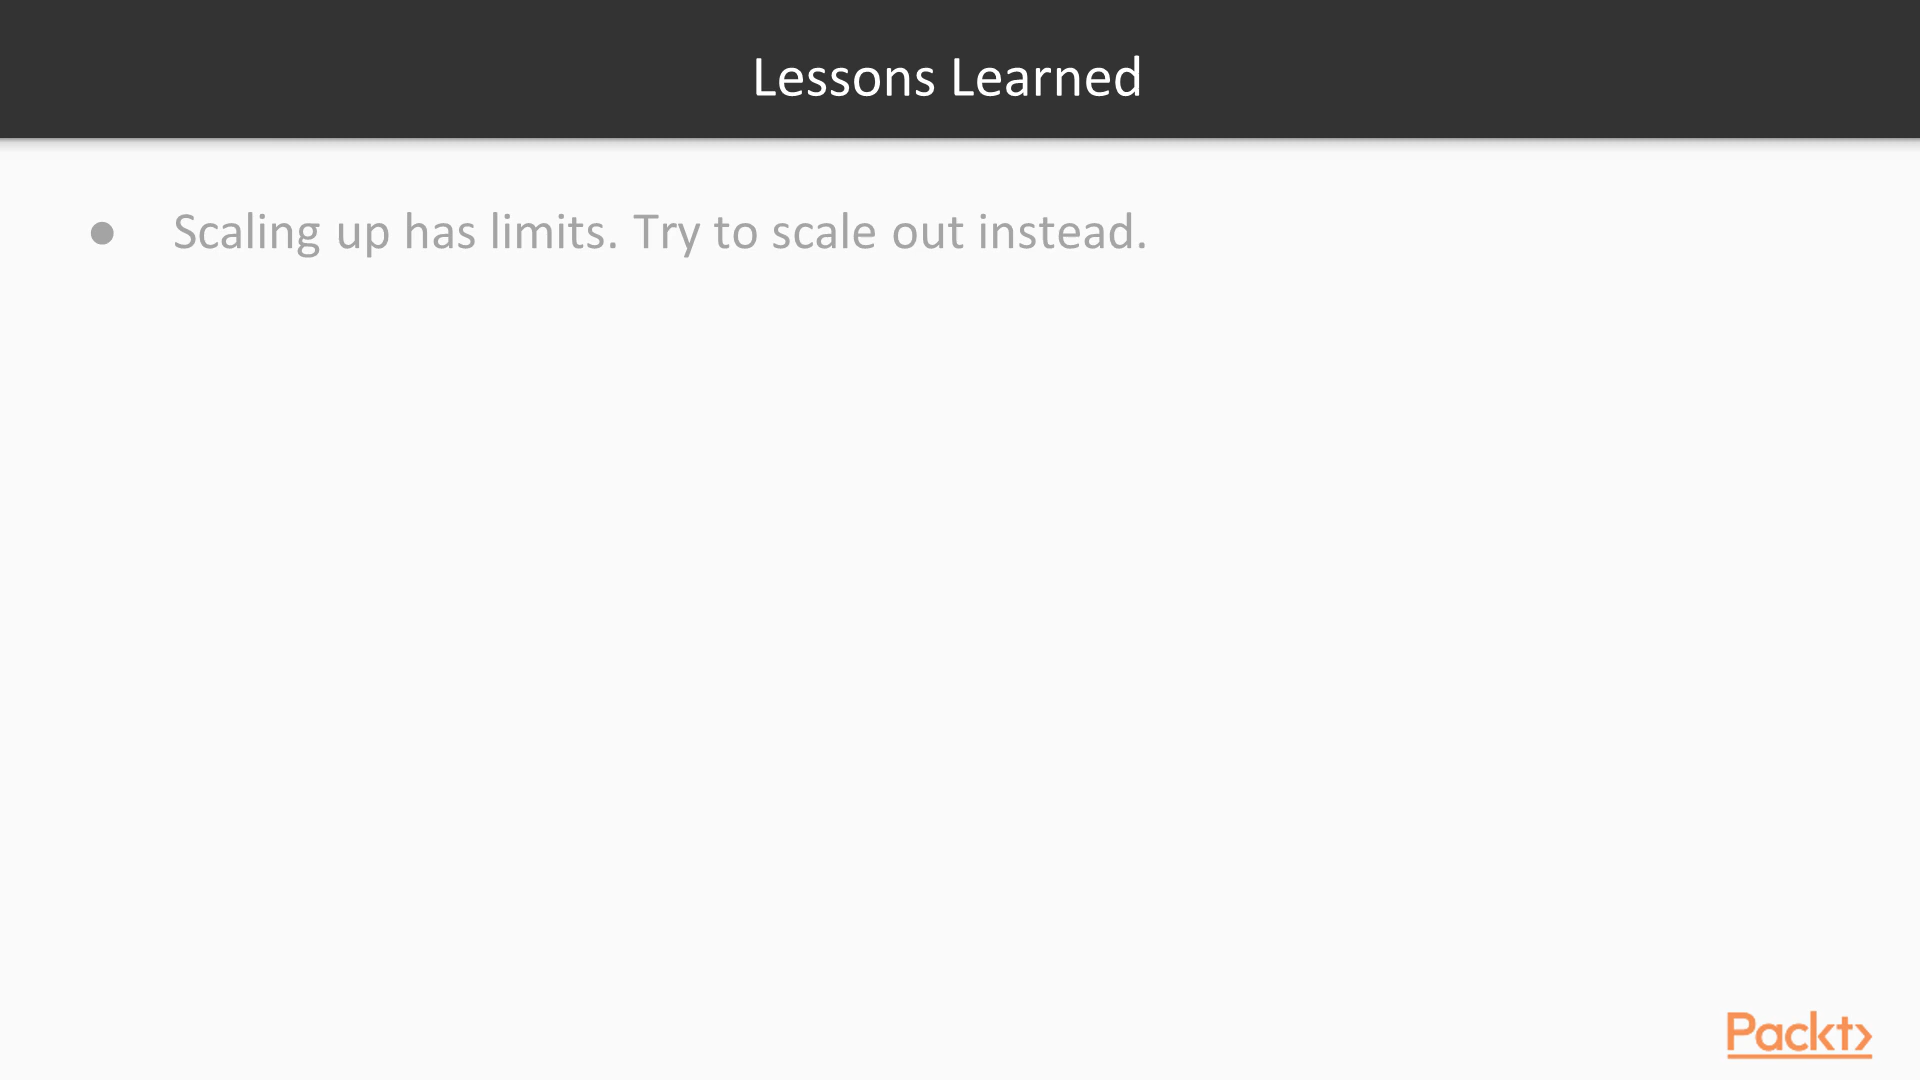 Lessons Learned
● Scaling up has limits. Try to scale out instead.
Packt>